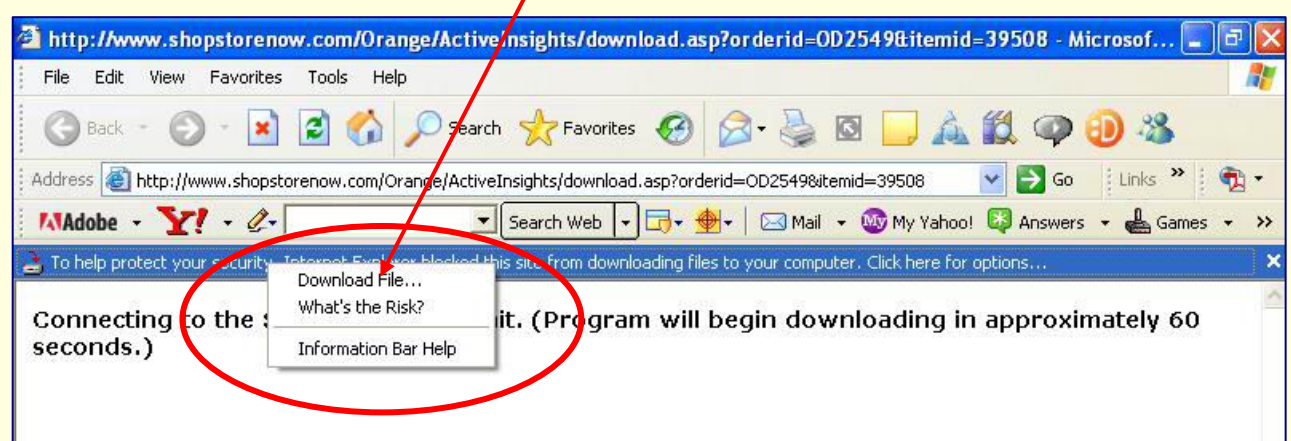 http://www.shopstorenow.com/Orange/ActiveInsights/download.asp?orderid=OD2549&itemid=39508 - Microsof...
File Edit View Favorites Tools Help
Back Search Favorites
Address http://www.shopstorenow.com/Orange/ActiveInsights/download.asp?orderid=OD2549&itemid=39508 Go Links »
Adobe Y! Search Web Mail My Yahoo! Answers Games »
To help protect your security, Internet Explorer blocked this site from downloading files to your computer. Click here for options...
Download File...
What's the Risk?
Information Bar Help
Connecting to the it. (Program will begin downloading in approximately 60
seconds.)